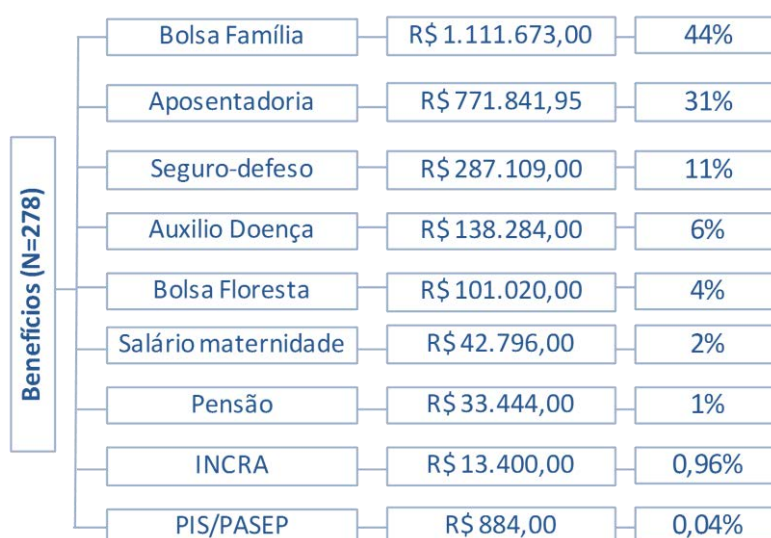 Benefícios (N=278)
Bolsa Família R$ 1.111.673,00 44%
Aposentadoria R$ 771.841,95 31%
Seguro-defeso R$ 287.109,00 11%
Auxilio Doença R$ 138.284,00 6%
Bolsa Floresta R$ 101.020,00 4%
Salário maternidade R$ 42.796,00 2%
Pensão R$ 33.444,00 1%
INCRA R$ 13.400,00 0,96%
PIS/PASEP R$ 884,00 0,04%